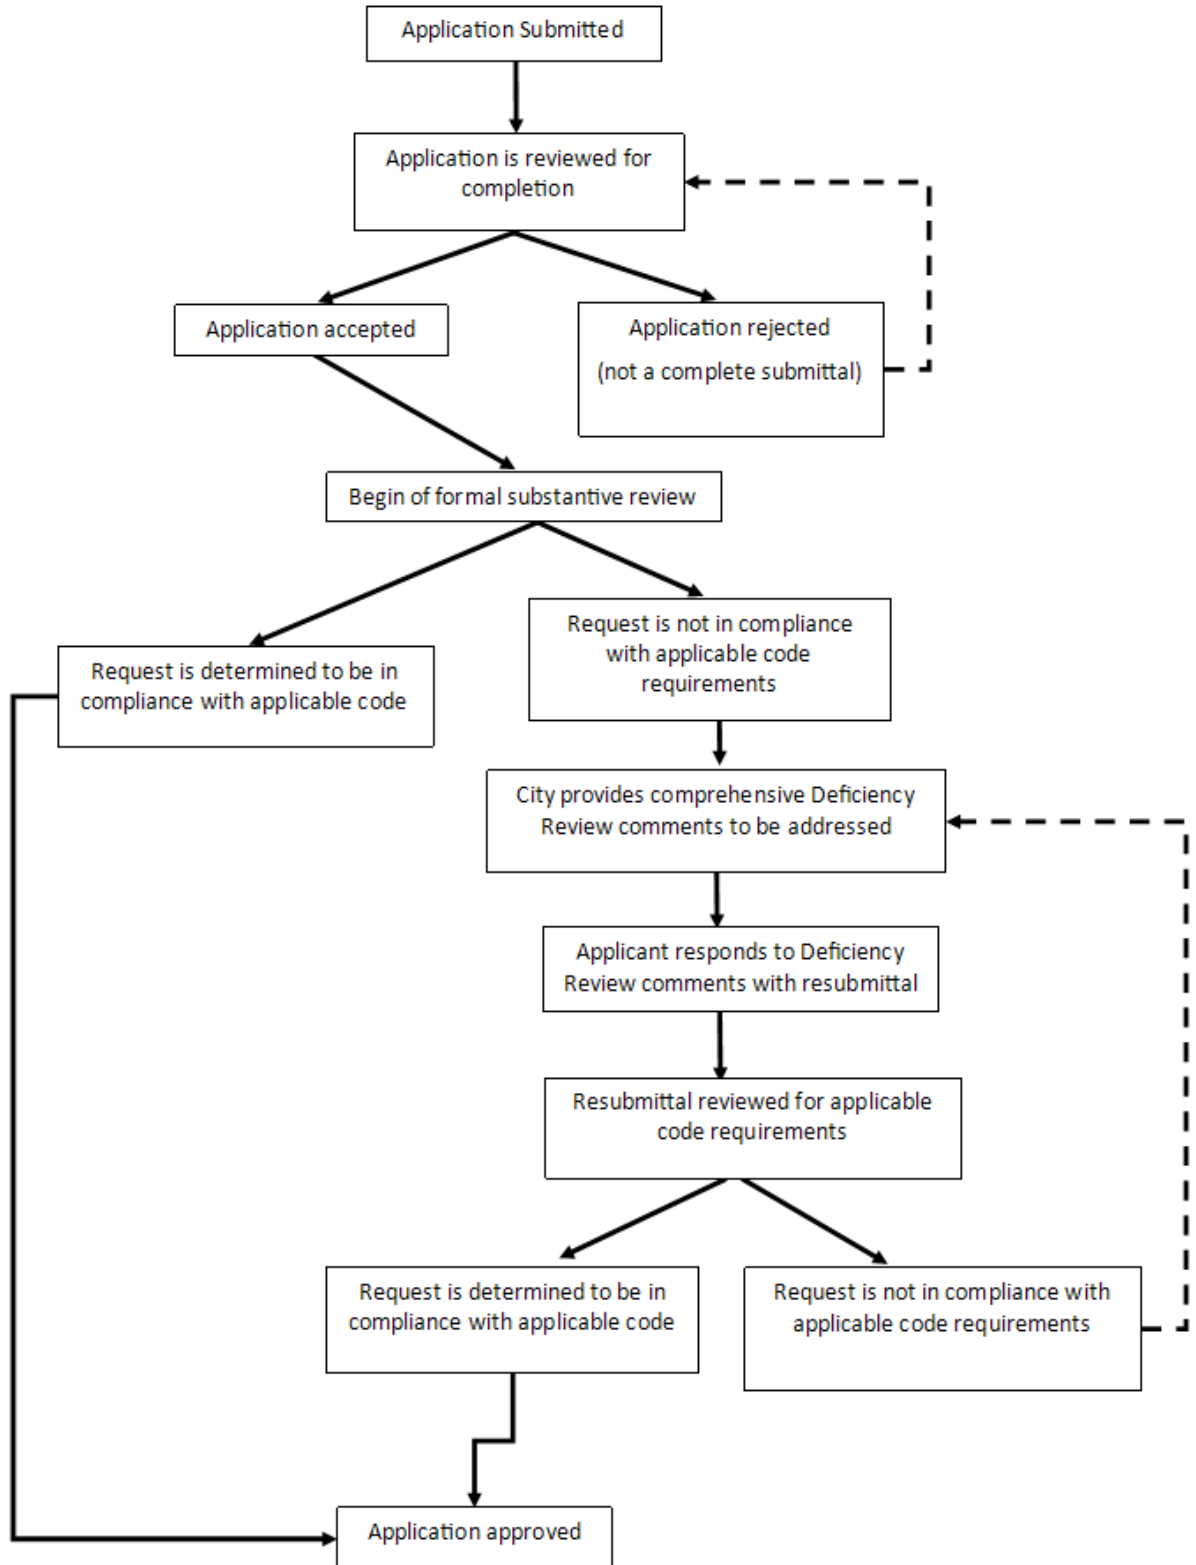 Application Submitted
Application is reviewed for
completion
Application accepted
Application rejected
(not a complete submittal)
Begin of formal substantive review
Request is not in compliance
with applicable code
requirements
Request is determined to be in
compliance with applicable code
City provides comprehensive Deficiency
Review comments to be addressed
Applicant responds to Deficiency
Review comments with resubmittal
Resubmittal reviewed for applicable
code requirements
Request is determined to be in
compliance with applicable code
Request is not in compliance with
applicable code requirements
Application approved